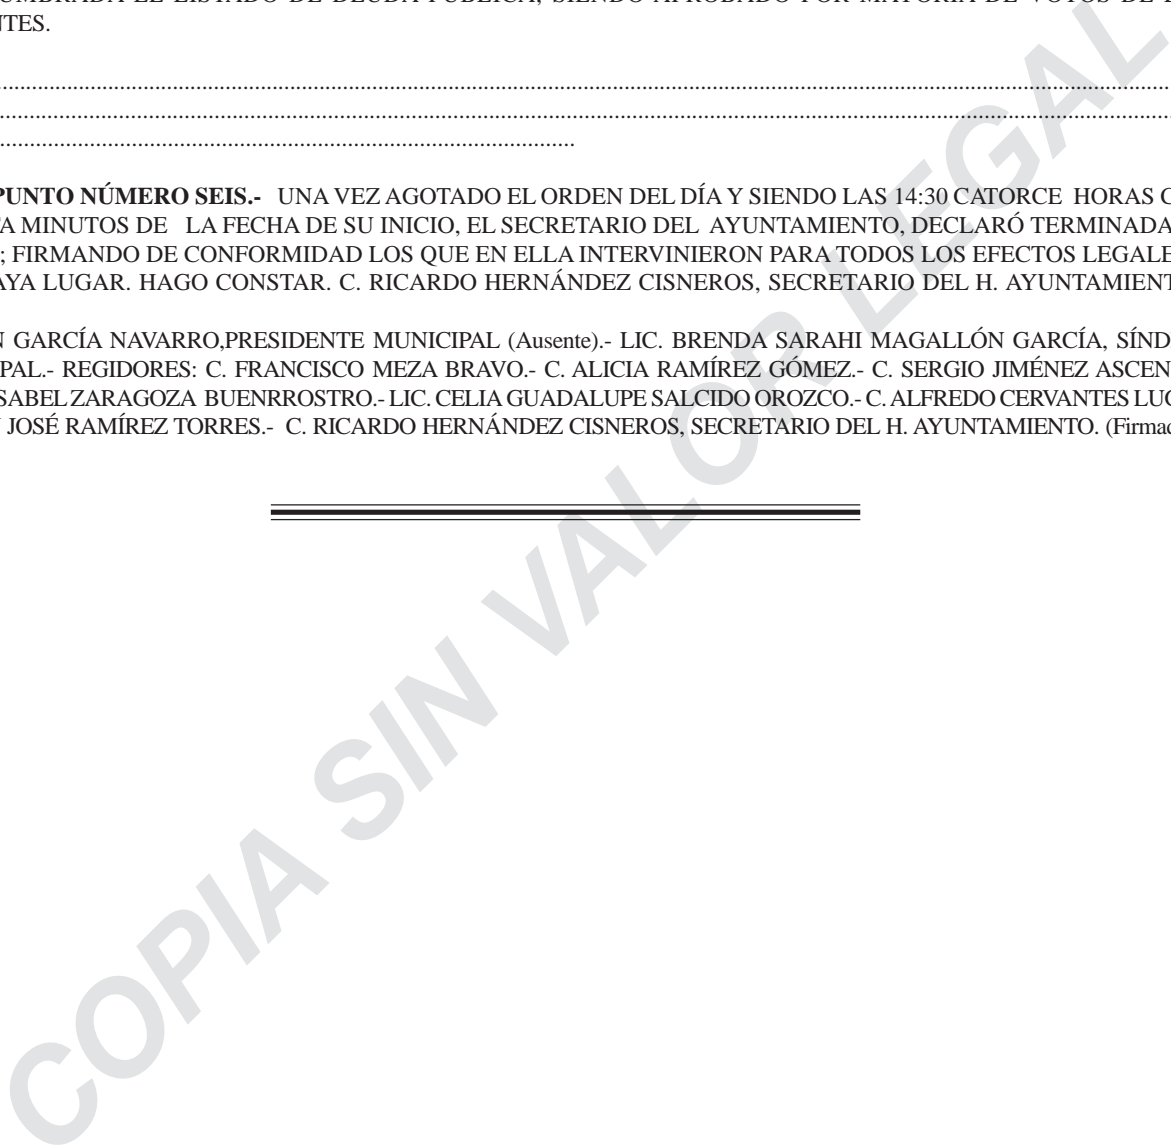 UMBRADA EL LISTADO DE DEUDA PÚBLICA, SIENDO APROBADO POR MAYORÍA DE VOTOS DE
NTES.
....................................................................................................
....................................................................................................
....................................................................................................
PUNTO NÚMERO SEIS.- UNA VEZ AGOTADO EL ORDEN DEL DÍA Y SIENDO LAS 14:30 CATORCE HORAS
A MINUTOS DE LA FECHA DE SU INICIO, EL SECRETARIO DEL AYUNTAMIENTO, DECLARÓ TERMINADA
; FIRMANDO DE CONFORMIDAD LOS QUE EN ELLA INTERVINIERON PARA TODOS LOS EFECTOS LEGALE
AYA LUGAR. HAGO CONSTAR. C. RICARDO HERNÁNDEZ CISNEROS, SECRETARIO DEL H. AYUNTAMIENT
N GARCÍA NAVARRO,PRESIDENTE MUNICIPAL (Ausente).- LIC. BRENDA SARAHI MAGALLÓN GARCÍA, SÍND
PAL.- REGIDORES: C. FRANCISCO MEZA BRAVO.- C. ALICIA RAMÍREZ GÓMEZ.- C. SERGIO JIMÉNEZ ASCEN
SABEL ZARAGOZA BUENRROSTRO.- LIC. CELIA GUADALUPE SALCIDO OROZCO.- C. ALFREDO CERVANTES LUG
JOSÉ RAMÍREZ TORRES.- C. RICARDO HERNÁNDEZ CISNEROS, SECRETARIO DEL H. AYUNTAMIENTO. (Firmad
COPIA SIN VALOR LEGAL